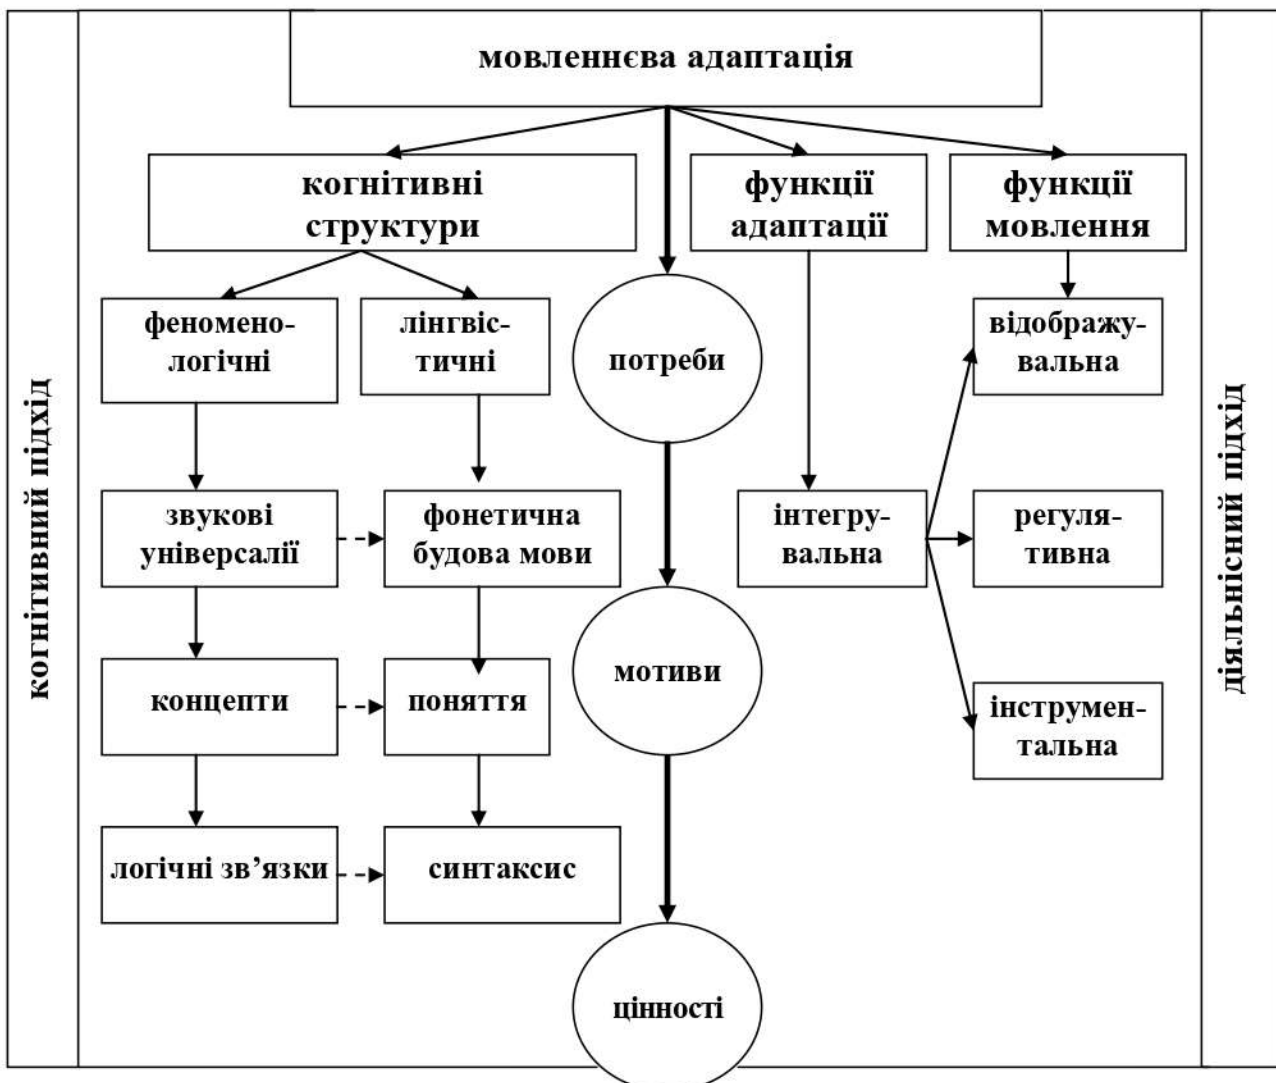 мовленнєва адаптація
когнітивні
структури
функції
адаптації
функції
мовлення
феномено-
логічні
лінгвіс-
тичні
потреби
відображу-
вальна
звукові
універсалії
фонетична
будова мови
інтегру-
вальна
регуля-
тивна
концепти
поняття
мотиви
інструмен-
тальна
логічні зв’язки
синтаксис
цінності
когнітивний підхід
діяльнісний підхід